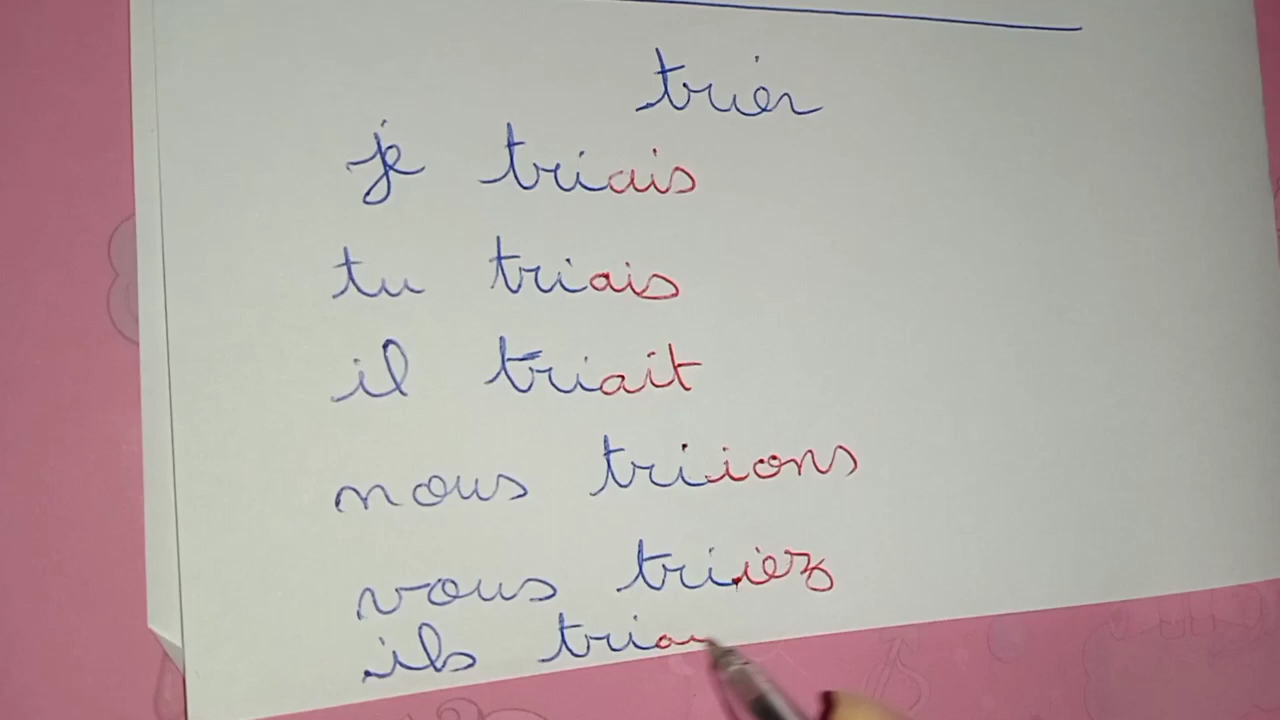 trier
je triais
tu triais
il triait
nous triions
vous triiez
ils triai